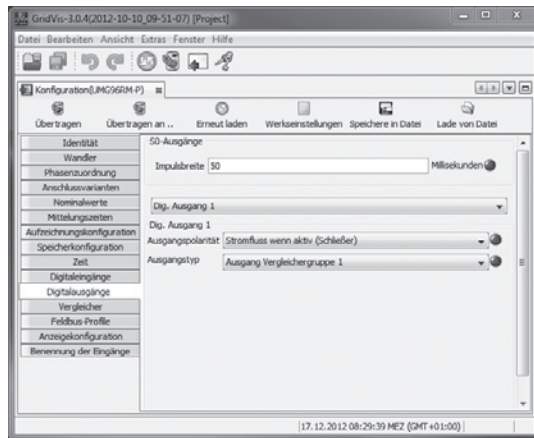 GridVis-3.0.4(2012-10-10_09-51-07) [Project]
Datei Bearbeiten Ansicht Extras Fenster Hilfe
Konfiguration(UMG96RM-P)
Übertragen Übertragen an .. Erneut laden Werkseinstellungen Speichere in Datei Lade von Datei
Identität
Wandler
Phasenzuordnung
Anschlussvarianten
Nominalwerte
Mittelungszeiten
Aufzeichnungskonfiguration
Speicherkonfiguration
Zeit
Digitaleingänge
Digitalausgänge
Vergleicher
Feldbus-Profile
Anzeigekonfiguration
Benennung der Eingänge
S0-Ausgänge
Impulsbreite 50 Millisekunden
Dig. Ausgang 1
Dig. Ausgang 1
Ausgangspolarität Stromfluss wenn aktiv (Schließer)
Ausgangstyp Ausgang Vergleichergruppe 1
17.12.2012 08:29:39 MEZ (GMT+01:00)